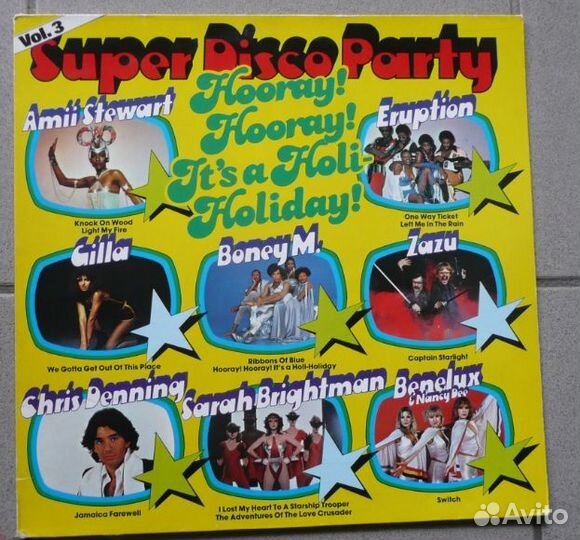 Vol. 3
Super Disco Party
Hooray!
Hooray!
It's a Holi-
Holiday!
Amii Stewart
Knock On Wood
Light My Fire
Eruption
One Way Ticket
Left Me In The Rain
Gilla
We Gotta Get Out Of This Place
Boney M.
Ribbons Of Blue
Hooray! Hooray! It's a Holi-Holiday
Zazu
Captain Starlight
Chris Denning
Jamaica Farewell
Sarah Brightman
I Lost My Heart To A Starship Trooper
The Adventures Of The Love Crusader
Benelux
& Nancy Dee
Switch
Avito